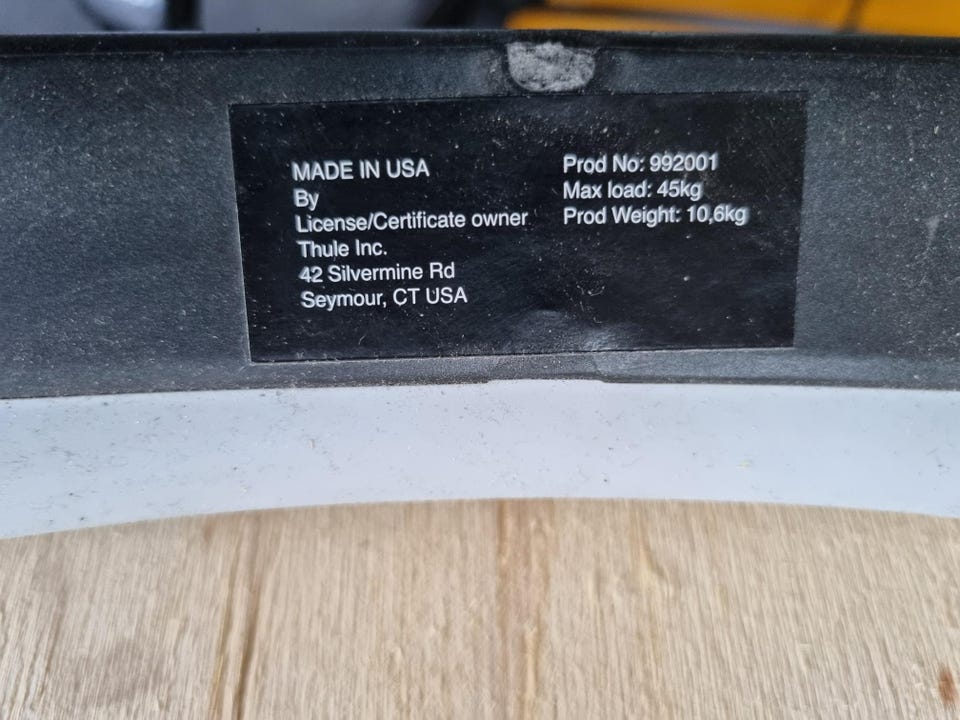 MADE IN USA
By
License/Certificate owner
Thule Inc.
42 Silvermine Rd
Seymour, CT USA
Prod No: 992001
Max load: 45kg
Prod Weight: 10,6kg